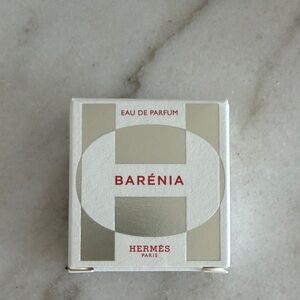 EAU DE PARFUM
BARÉNIA
HERMÈS
PARIS